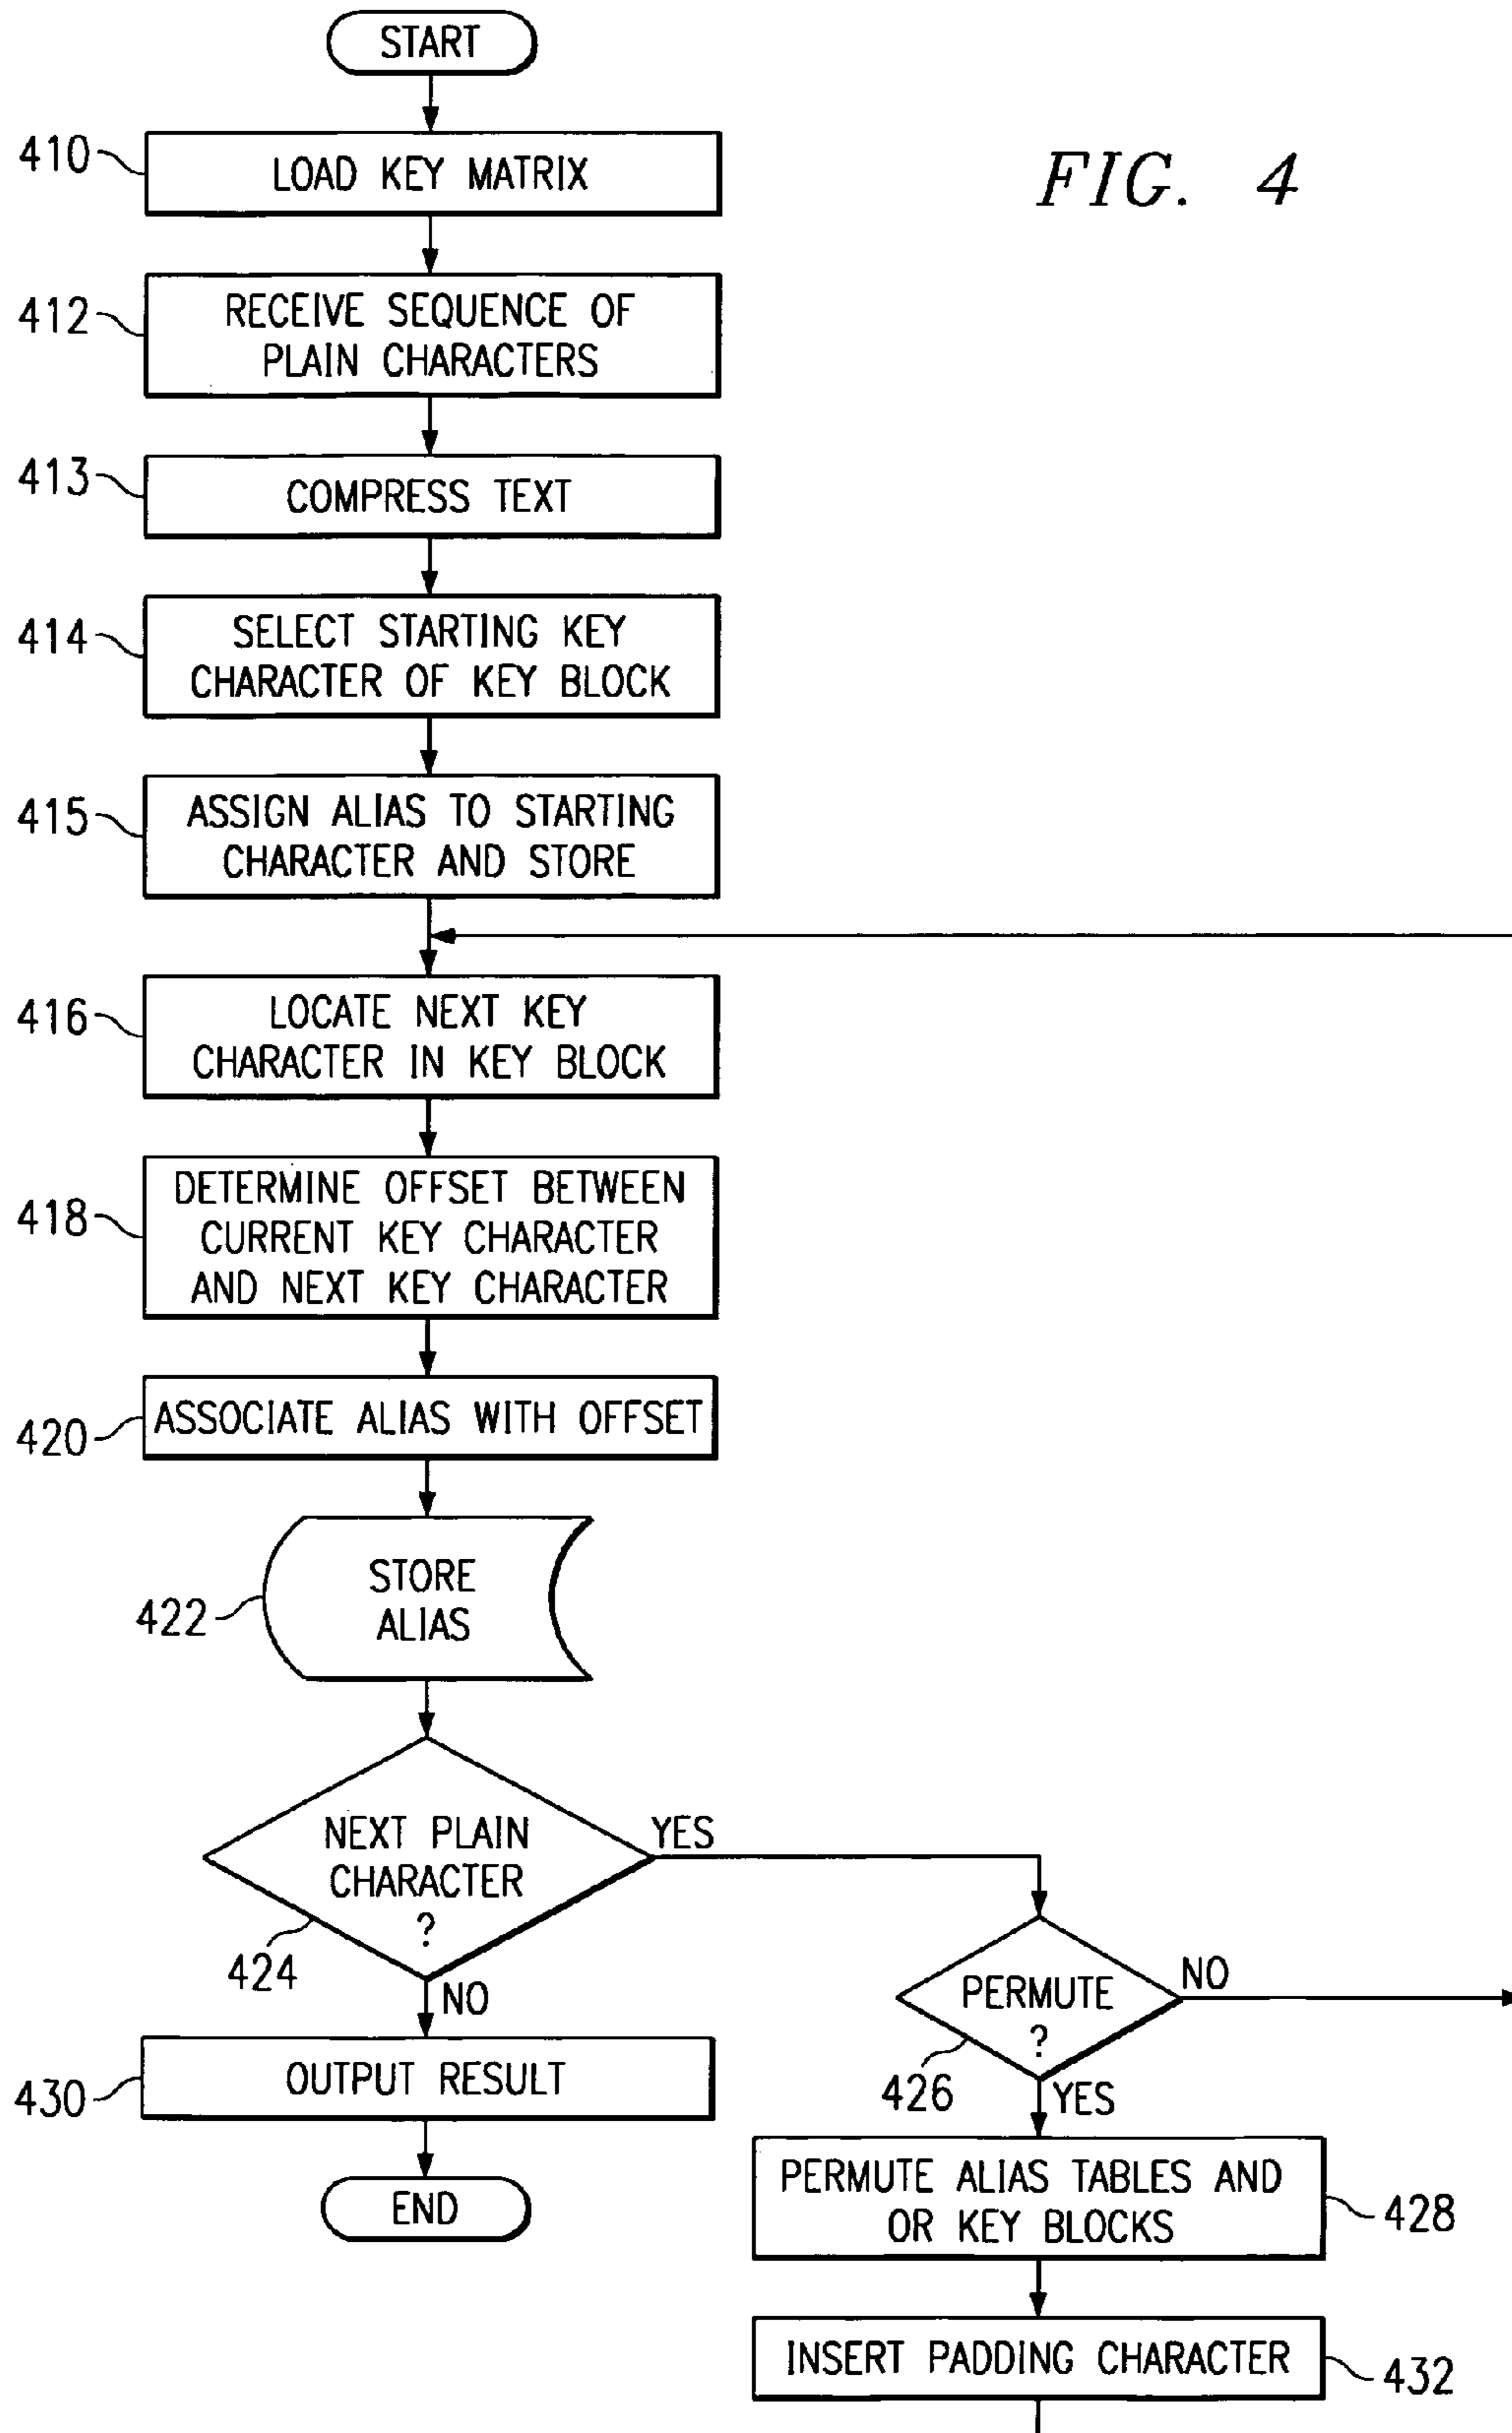 START
FIG. 4
410
LOAD KEY MATRIX
412
RECEIVE SEQUENCE OF
PLAIN CHARACTERS
413
COMPRESS TEXT
414
SELECT STARTING KEY
CHARACTER OF KEY BLOCK
415
ASSIGN ALIAS TO STARTING
CHARACTER AND STORE
416
LOCATE NEXT KEY
CHARACTER IN KEY BLOCK
418
DETERMINE OFFSET BETWEEN
CURRENT KEY CHARACTER
AND NEXT KEY CHARACTER
420
ASSOCIATE ALIAS WITH OFFSET
422
STORE
ALIAS
NEXT PLAIN
CHARACTER
?
424
YES
NO
PERMUTE
?
426
NO
YES
430
OUTPUT RESULT
END
PERMUTE ALIAS TABLES AND
OR KEY BLOCKS
428
INSERT PADDING CHARACTER
432